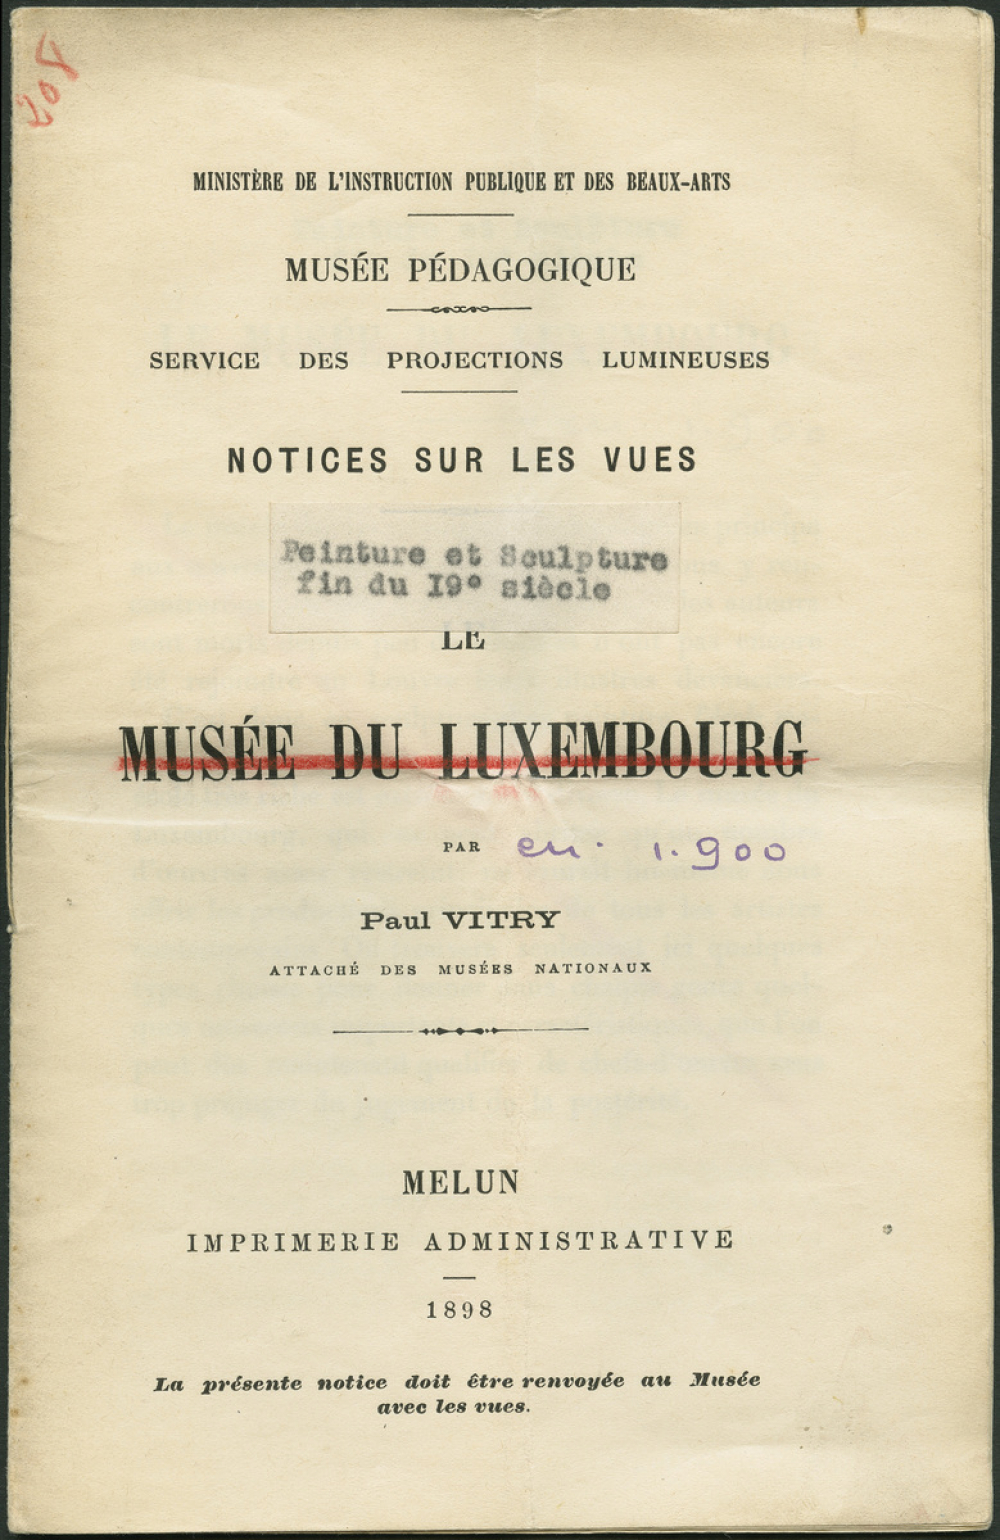 208
MINISTÈRE DE L'INSTRUCTION PUBLIQUE ET DES BEAUX-ARTS
MUSÉE PÉDAGOGIQUE
SERVICE DES PROJECTIONS LUMINEUSES
NOTICES SUR LES VUES
Peinture et Sculpture
fin du I9e siècle
LE
MUSÉE DU LUXEMBOURG
PAR en. 1.900
Paul VITRY
ATTACHÉ DES MUSÉES NATIONAUX
MELUN
IMPRIMERIE ADMINISTRATIVE
1898
La présente notice doit être renvoyée au Musée
avec les vues.